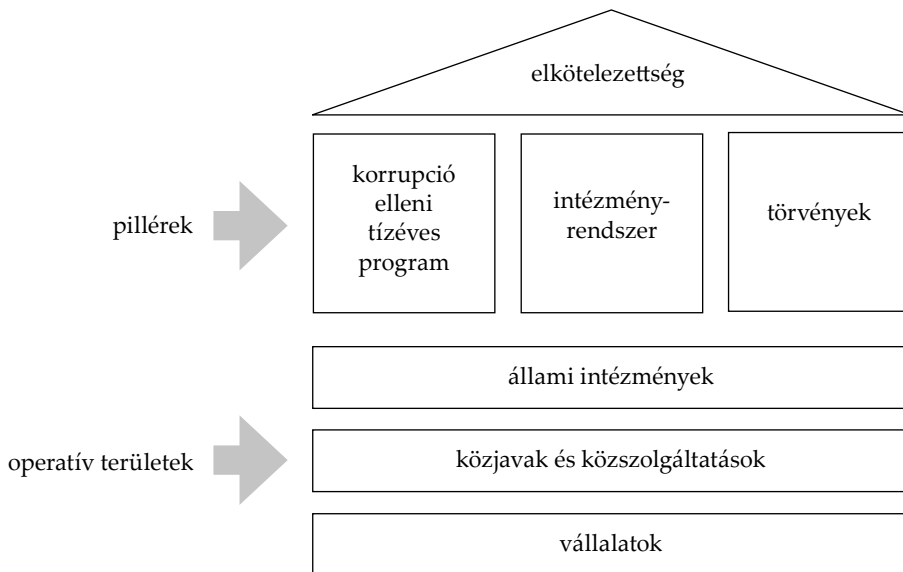 elkötelezettség
pillérek
korrupció
elleni
tízéves
program
intézmény-
rendszer
törvények
operatív területek
állami intézmények
közjavak és közszolgáltatások
vállalatok